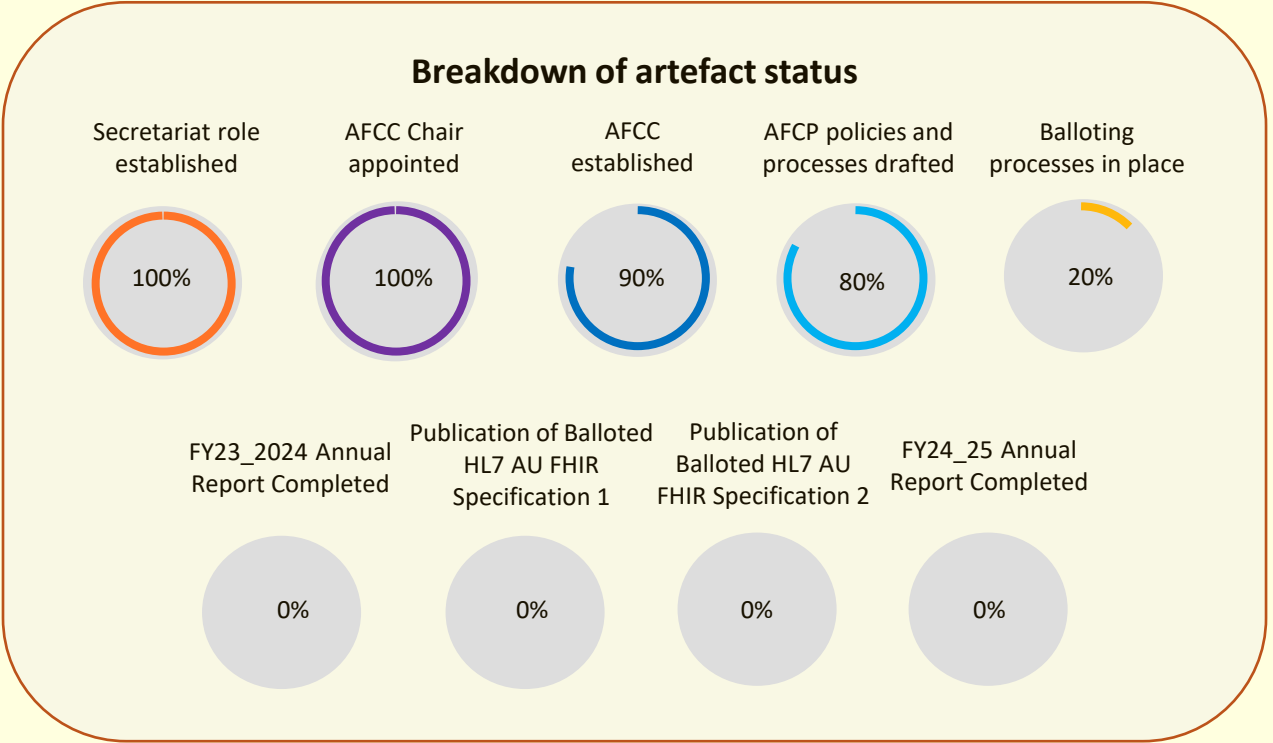 Breakdown of artefact status
Secretariat role
established
AFCC Chair
appointed
AFCC
established
AFCP policies and
processes drafted
Balloting
processes in place
100%
100%
90%
80%
20%
FY23_2024 Annual
Report Completed
Publication of Balloted
HL7 AU FHIR
Specification 1
Publication of
Balloted HL7 AU
FHIR Specification 2
FY24_25 Annual
Report Completed
0%
0%
0%
0%